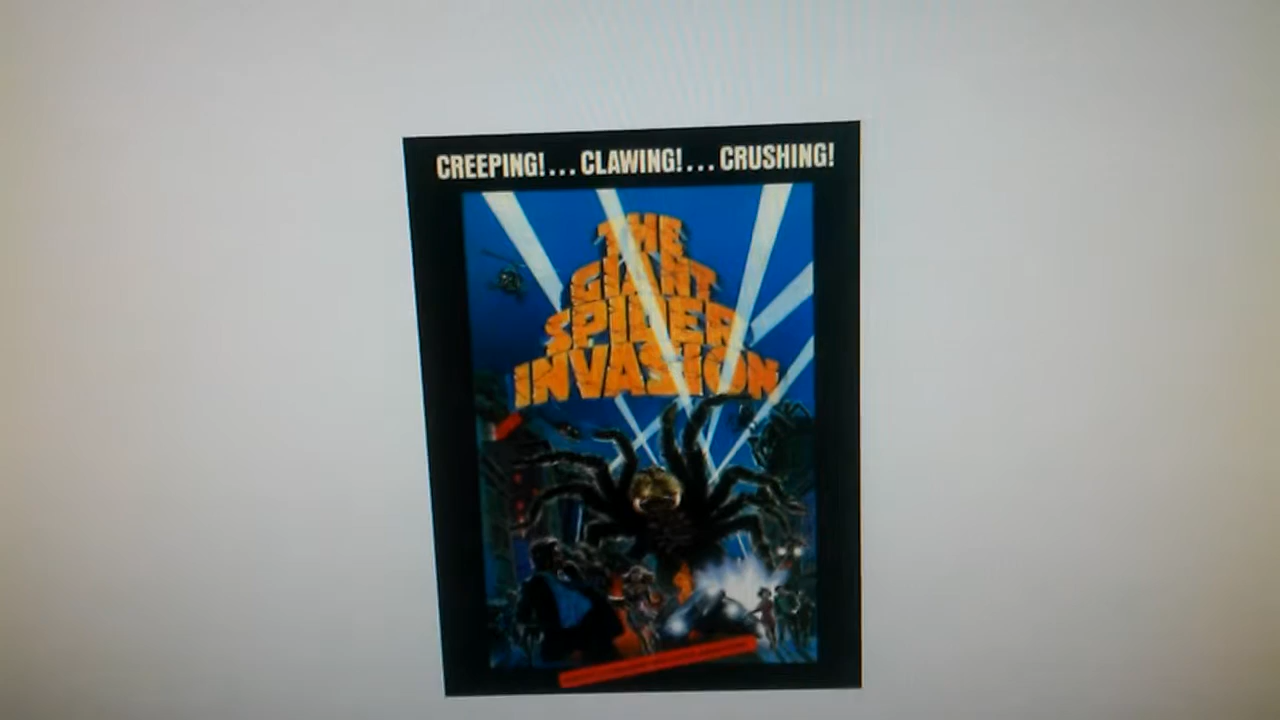 CREEPING!... CLAWING!... CRUSHING!
THE
GIANT
SPIDER
INVASION